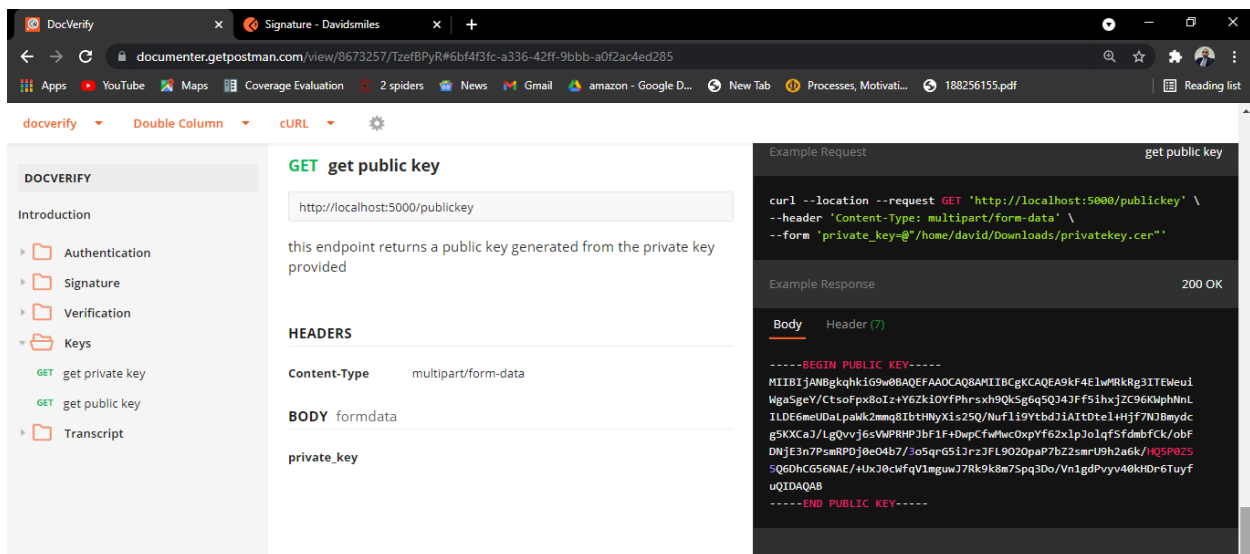 DocVerify
Signature - Davidsmiles
documenter.getpostman.com/view/8673257/TzefBPyR#6bf4f3fc-a336-42ff-9bbb-a0f2ac4ed285
Apps YouTube Maps Coverage Evaluation 2 spiders News Gmail amazon - Google D... New Tab Processes, Motivati... 188256155.pdf Reading list
docverify Double Column cURL
DOCVERIFY
Introduction
Authentication
Signature
Verification
Keys
GET get private key
GET get public key
Transcript
GET get public key
http://localhost:5000/publickey
this endpoint returns a public key generated from the private key
provided
HEADERS
Content-Type multipart/form-data
BODY formdata
private_key
Example Request get public key
curl --location --request GET 'http://localhost:5000/publickey' \
--header 'Content-Type: multipart/form-data' \
--form 'private_key=@"/home/david/Downloads/privatekey.cer"'
Example Response 200 OK
Body Header (7)
-----BEGIN PUBLIC KEY-----
MIIBIjANBgkqhkiG9w0BAQEFAAOCAQ8AMIIBCgKCAQEA9kF4ElwMRkRg3ITEWeui
WgaSgeY/CtsoFpx8oIz+Y6ZkiOYfPhrsxh9QkSg6q5QJ4JFf5ihxjZC96KWphNnL
ILDE6meUDaLpaWk2mmq8IbtHNyXis25Q/Nufli9YtbdJiAItDtel+Hjf7NJBmydc
g5KXCaJ/LgQvvj6sVWPRHPJbF1F+DwpCfwMwcOxpYf62xlpJolqfSfdmbfCk/obF
DNjE3n7PsmRPDj0eO4b7/3o5qrG5iJrzJFL9O2OpaP7bZ2smrU9h2a6k/HQ5P0ZS
5Q6DhCG56NAE/+UxJ0cWfqV1mguwJ7Rk9k8m7Spq3Do/Vn1gdPvyv40kHDr6Tuyf
uQIDAQAB
-----END PUBLIC KEY-----